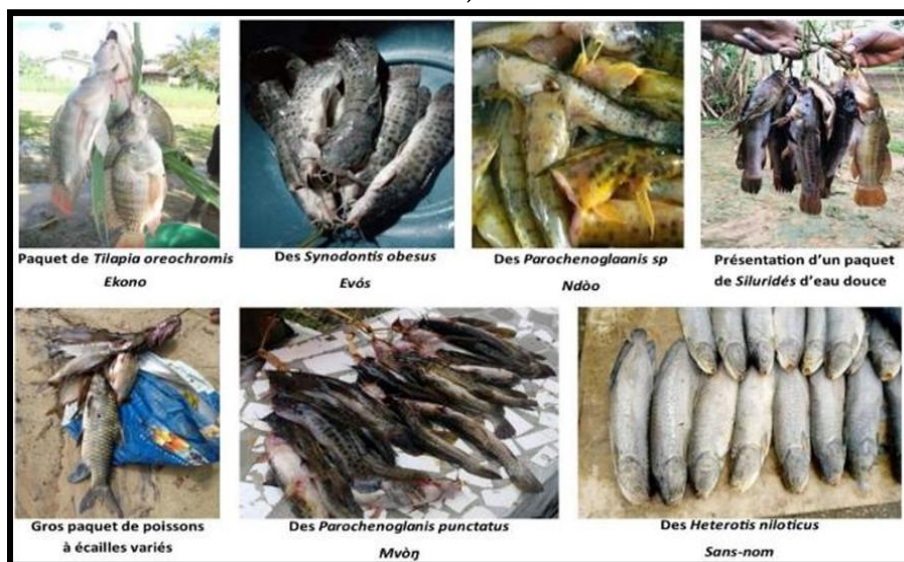 Paquet de Tilapia oreochromis
Ekono
Des Synodontis obesus
Evós
Des Parochenoglaanis sp
Ndòo
Présentation d'un paquet
de Siluridés d'eau douce
Gros paquet de poissons
à écailles variés
Des Parochenoglanis punctatus
Mvòŋ
Des Heterotis niloticus
Sans-nom